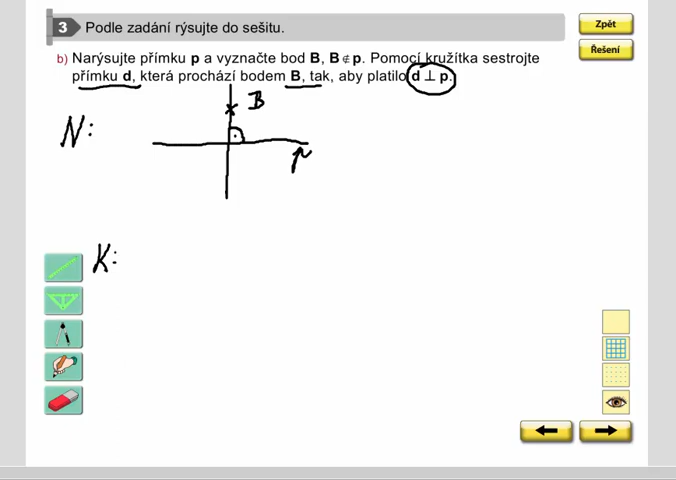 3 Podle zadání rýsujte do sešitu.
Zpět
Řešení
b) Narýsujte přímku p a vyznačte bod B, B ∉ p. Pomocí kružítka sestrojte
přímku d, která prochází bodem B, tak, aby platilo d ⊥ p.
B
N:
p
K: